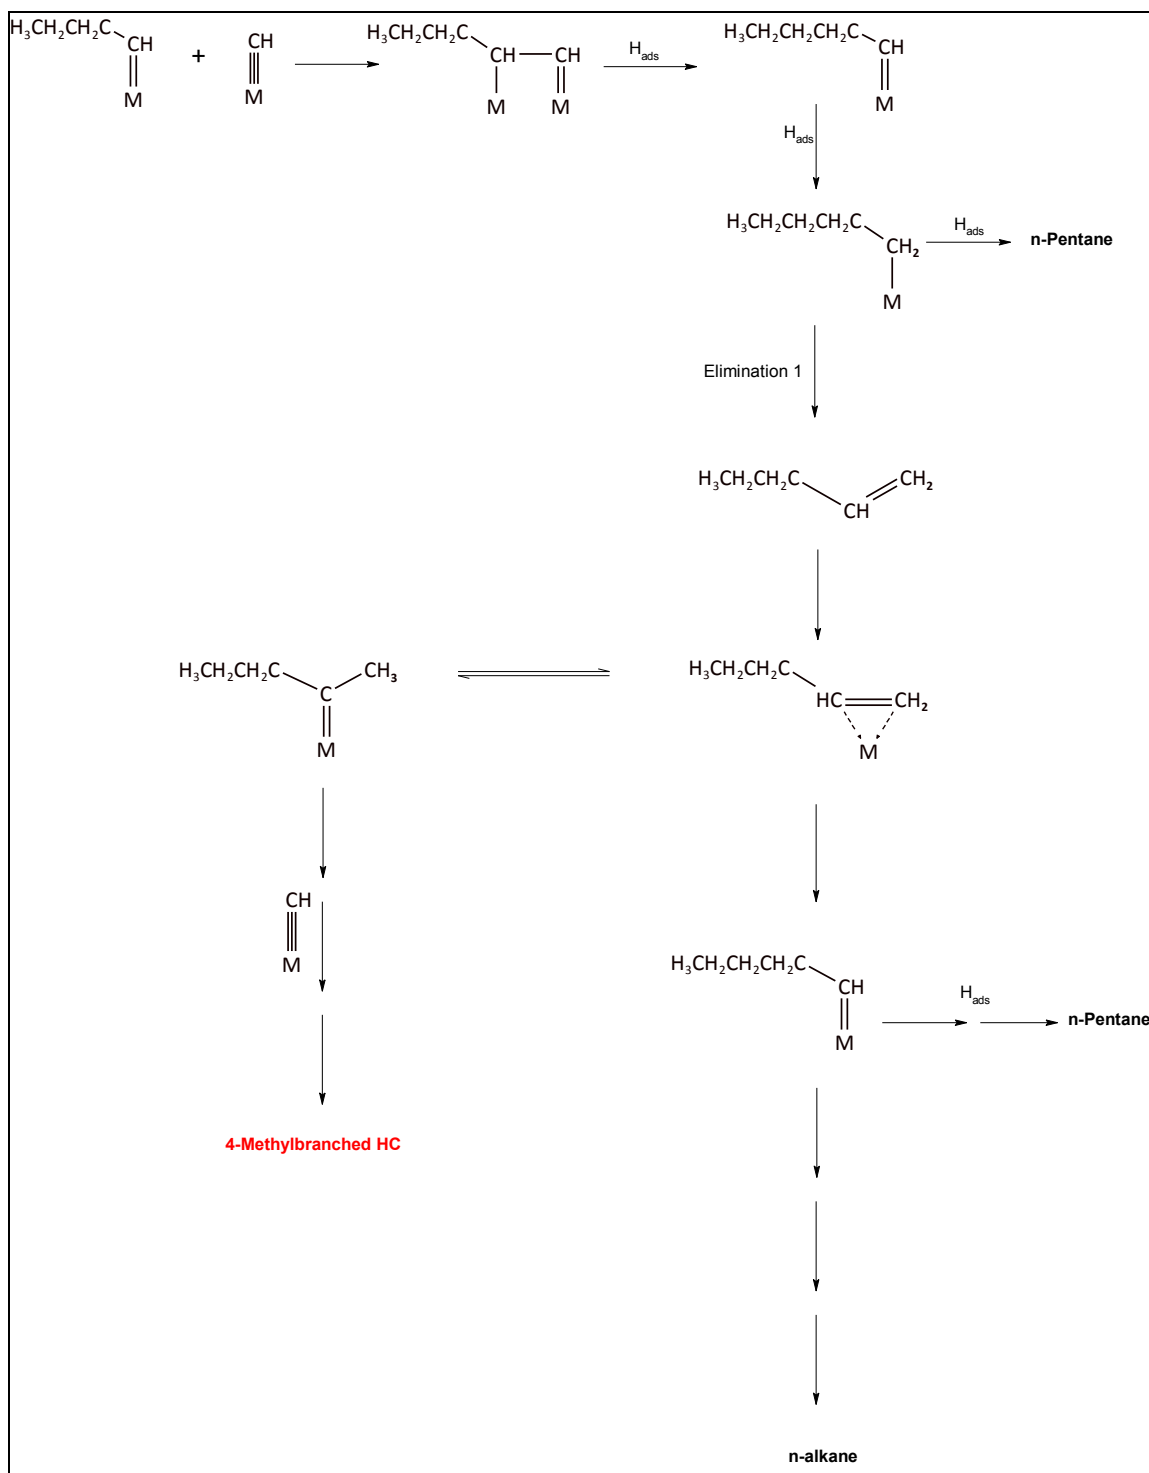 H₃CH₂CH₂C
CH
M
+
CH
M
H₃CH₂CH₂C
CH
CH
M
M
Hads
H₃CH₂CH₂CH₂C
CH
M
Hads
H₃CH₂CH₂CH₂C
CH₂
M
Hads
n-Pentane
Elimination 1
H₃CH₂CH₂C
CH
CH₂
H₃CH₂CH₂C
CH₃
C
M
H₃CH₂CH₂C
HC
CH₂
M
CH
M
H₃CH₂CH₂CH₂C
CH
M
Hads
n-Pentane
4-Methylbranched HC
n-alkane